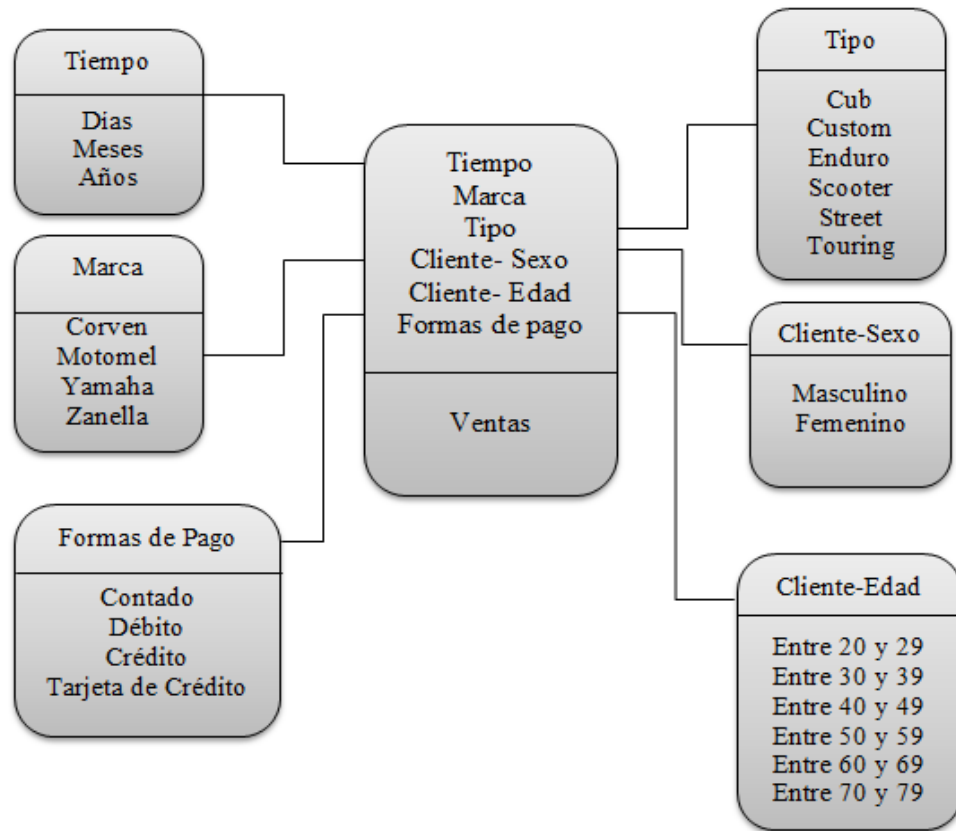 Tiempo
Días
Meses
Años
Marca
Corven
Motomel
Yamaha
Zanella
Formas de Pago
Contado
Débito
Crédito
Tarjeta de Crédito
Tiempo
Marca
Tipo
Cliente- Sexo
Cliente- Edad
Formas de pago
Ventas
Tipo
Cub
Custom
Enduro
Scooter
Street
Touring
Cliente-Sexo
Masculino
Femenino
Cliente-Edad
Entre 20 y 29
Entre 30 y 39
Entre 40 y 49
Entre 50 y 59
Entre 60 y 69
Entre 70 y 79